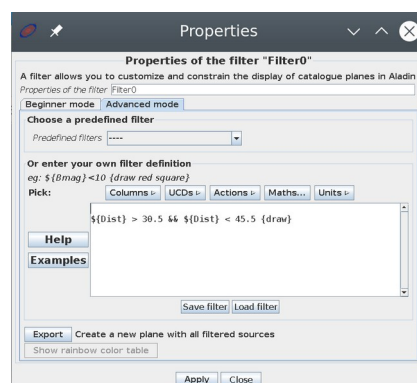 Properties
Properties of the filter "Filter0"
A filter allows you to customize and constrain the display of catalogue planes in Aladin
Properties of the filter Filter0
Beginner mode Advanced mode
Choose a predefined filter
Predefined filters ----
Or enter your own filter definition
eg: ${Bmag}<10 {draw red square}
Pick: Columns UCDs Actions Maths... Units
${Dist} > 30.5 && ${Dist} < 45.5 {draw}
Help
Examples
Save filter Load filter
Export Create a new plane with all filtered sources
Show rainbow color table
Apply Close